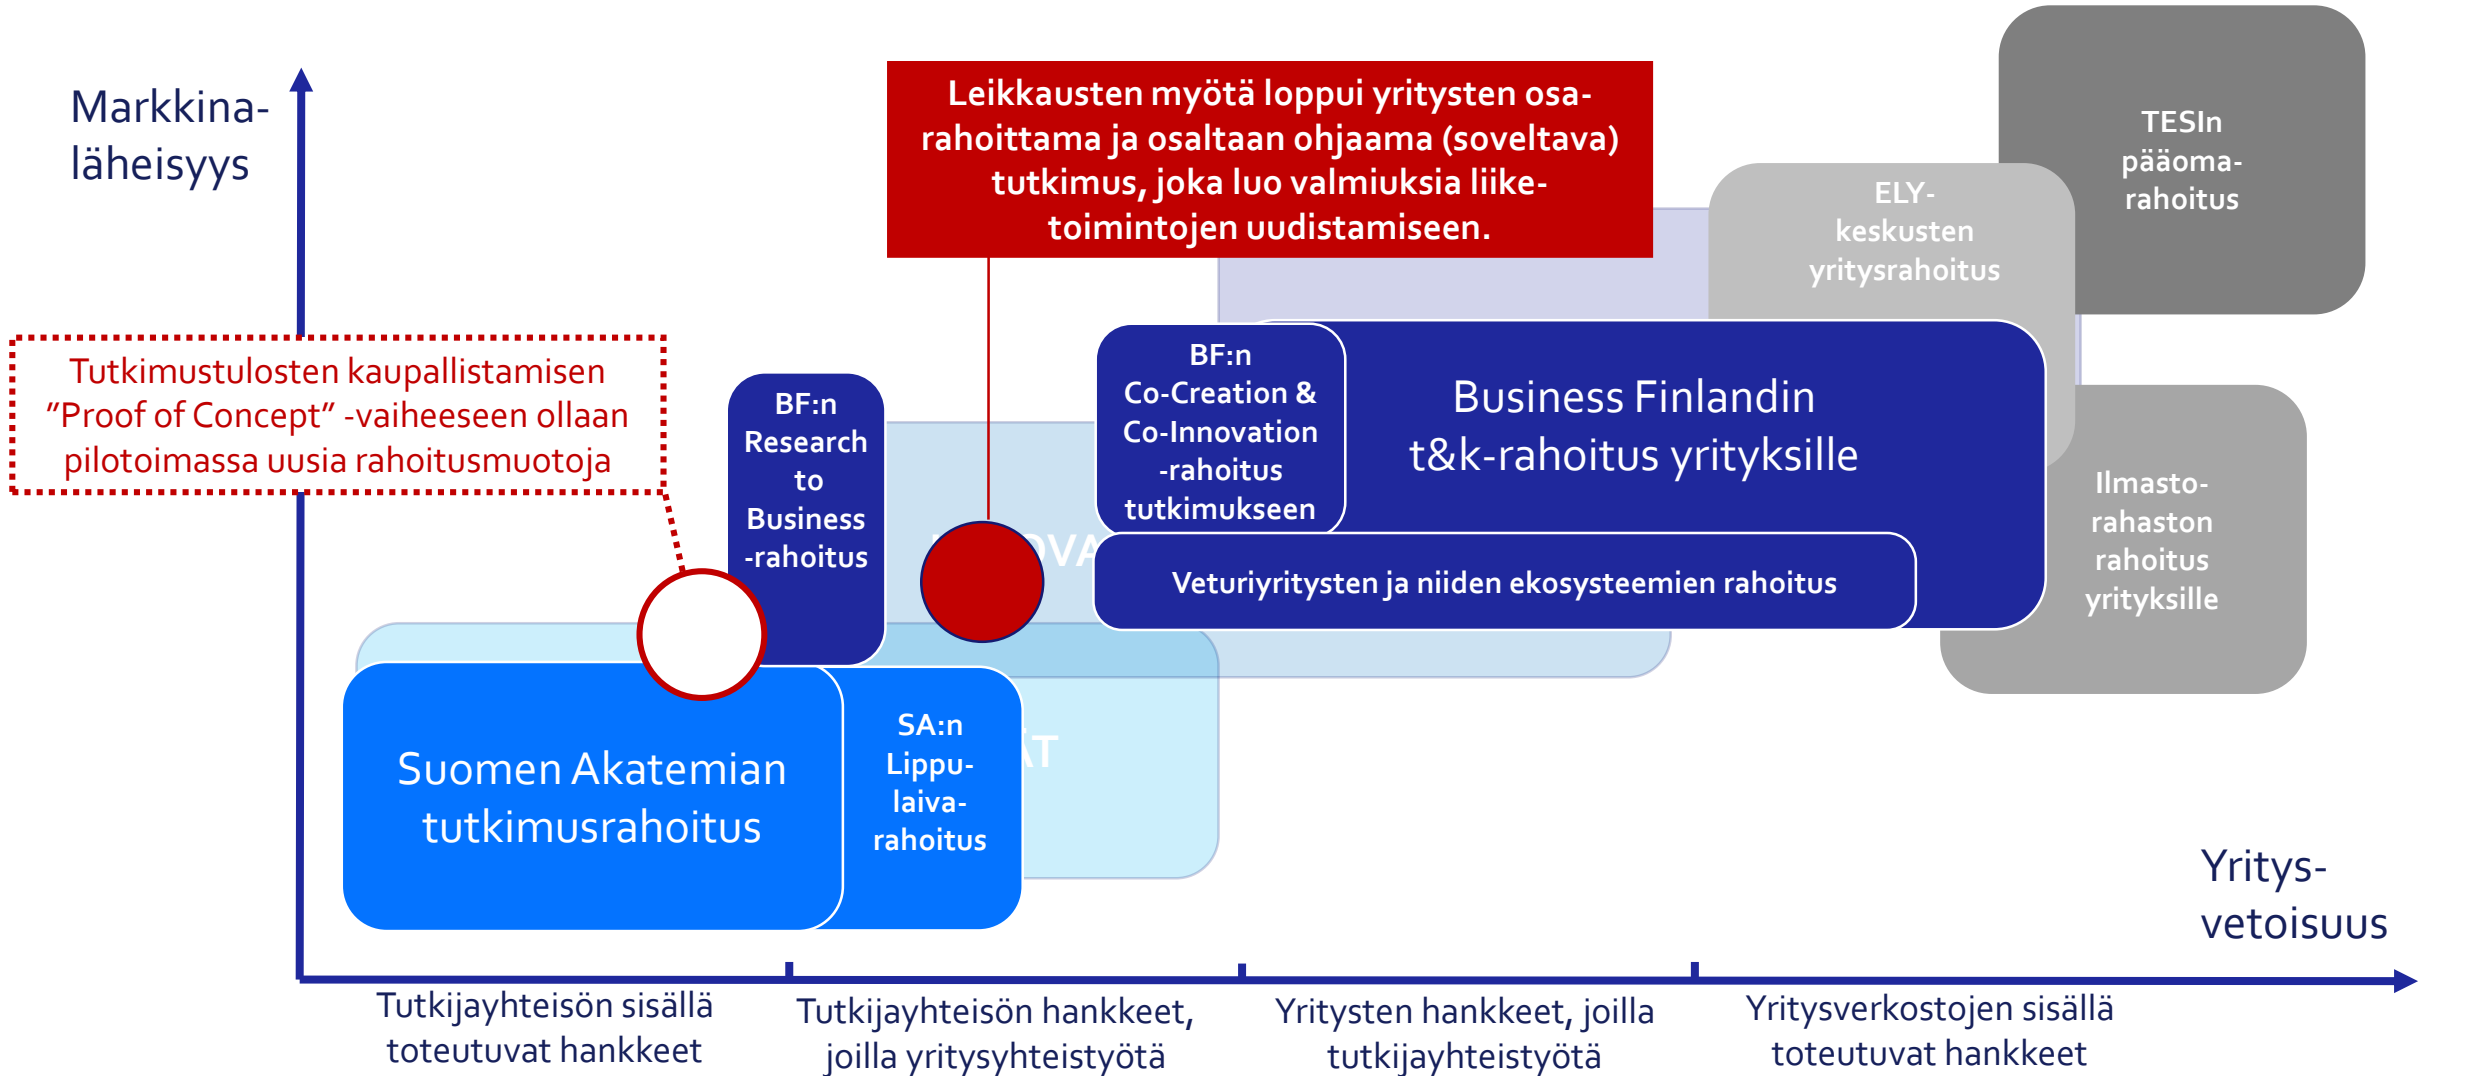 Markkina-
läheisyys
Leikkausten myötä loppui yritysten osa-
rahoittama ja osaltaan ohjaama (soveltava)
tutkimus, joka luo valmiuksia liike-
toimintojen uudistamiseen.
TESIn
pääoma-
rahoitus
ELY-
keskusten
yritysrahoitus
Tutkimustulosten kaupallistamisen
”Proof of Concept” -vaiheeseen ollaan
pilotoimassa uusia rahoitusmuotoja
BF:n
Research
to
Business
-rahoitus
BF:n
Co-Creation &
Co-Innovation
-rahoitus
tutkimukseen
Business Finlandin
t&k-rahoitus yrityksille
Veturiyritysten ja niiden ekosysteemien rahoitus
Ilmasto-
rahaston
rahoitus
yrityksille
Suomen Akatemian
tutkimusrahoitus
SA:n
Lippu-
laiva-
rahoitus
Yritys-
vetoisuus
Tutkijayhteisön sisällä
toteutuvat hankkeet
Tutkijayhteisön hankkeet,
joilla yritysyhteistyötä
Yritysten hankkeet, joilla
tutkijayhteistyötä
Yritysverkostojen sisällä
toteutuvat hankkeet